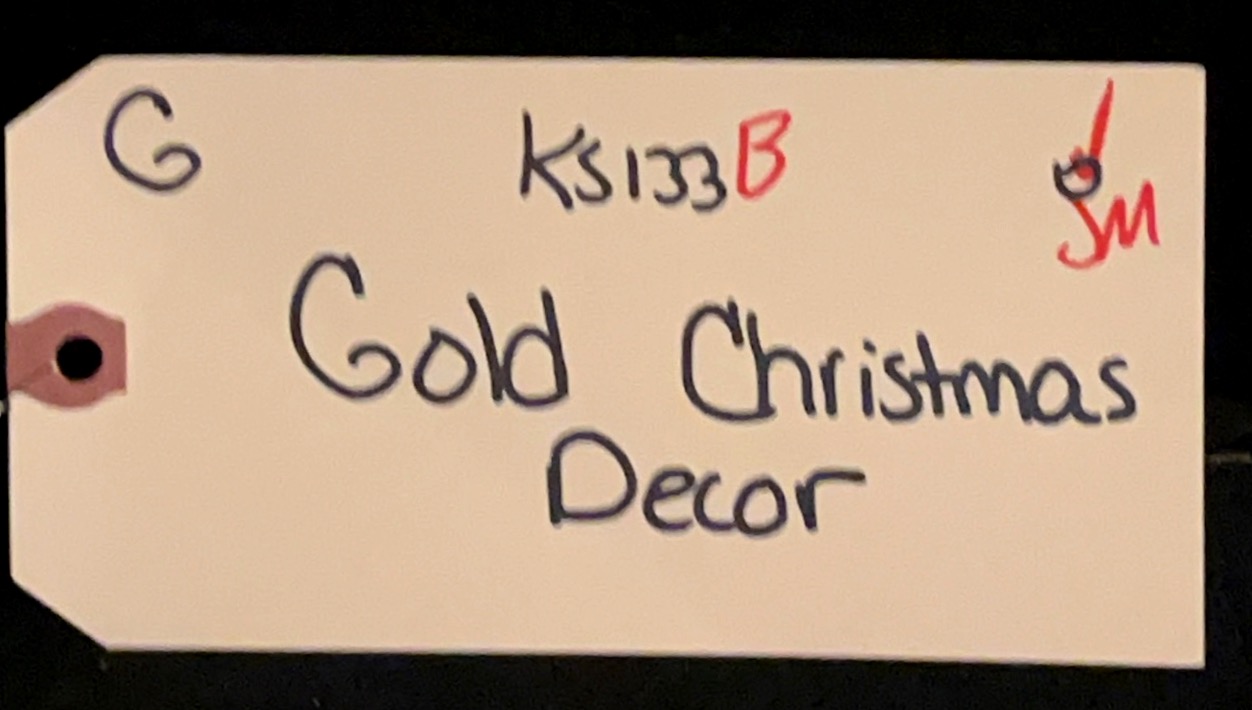 G KS133B
JM
Gold Christmas
Decor